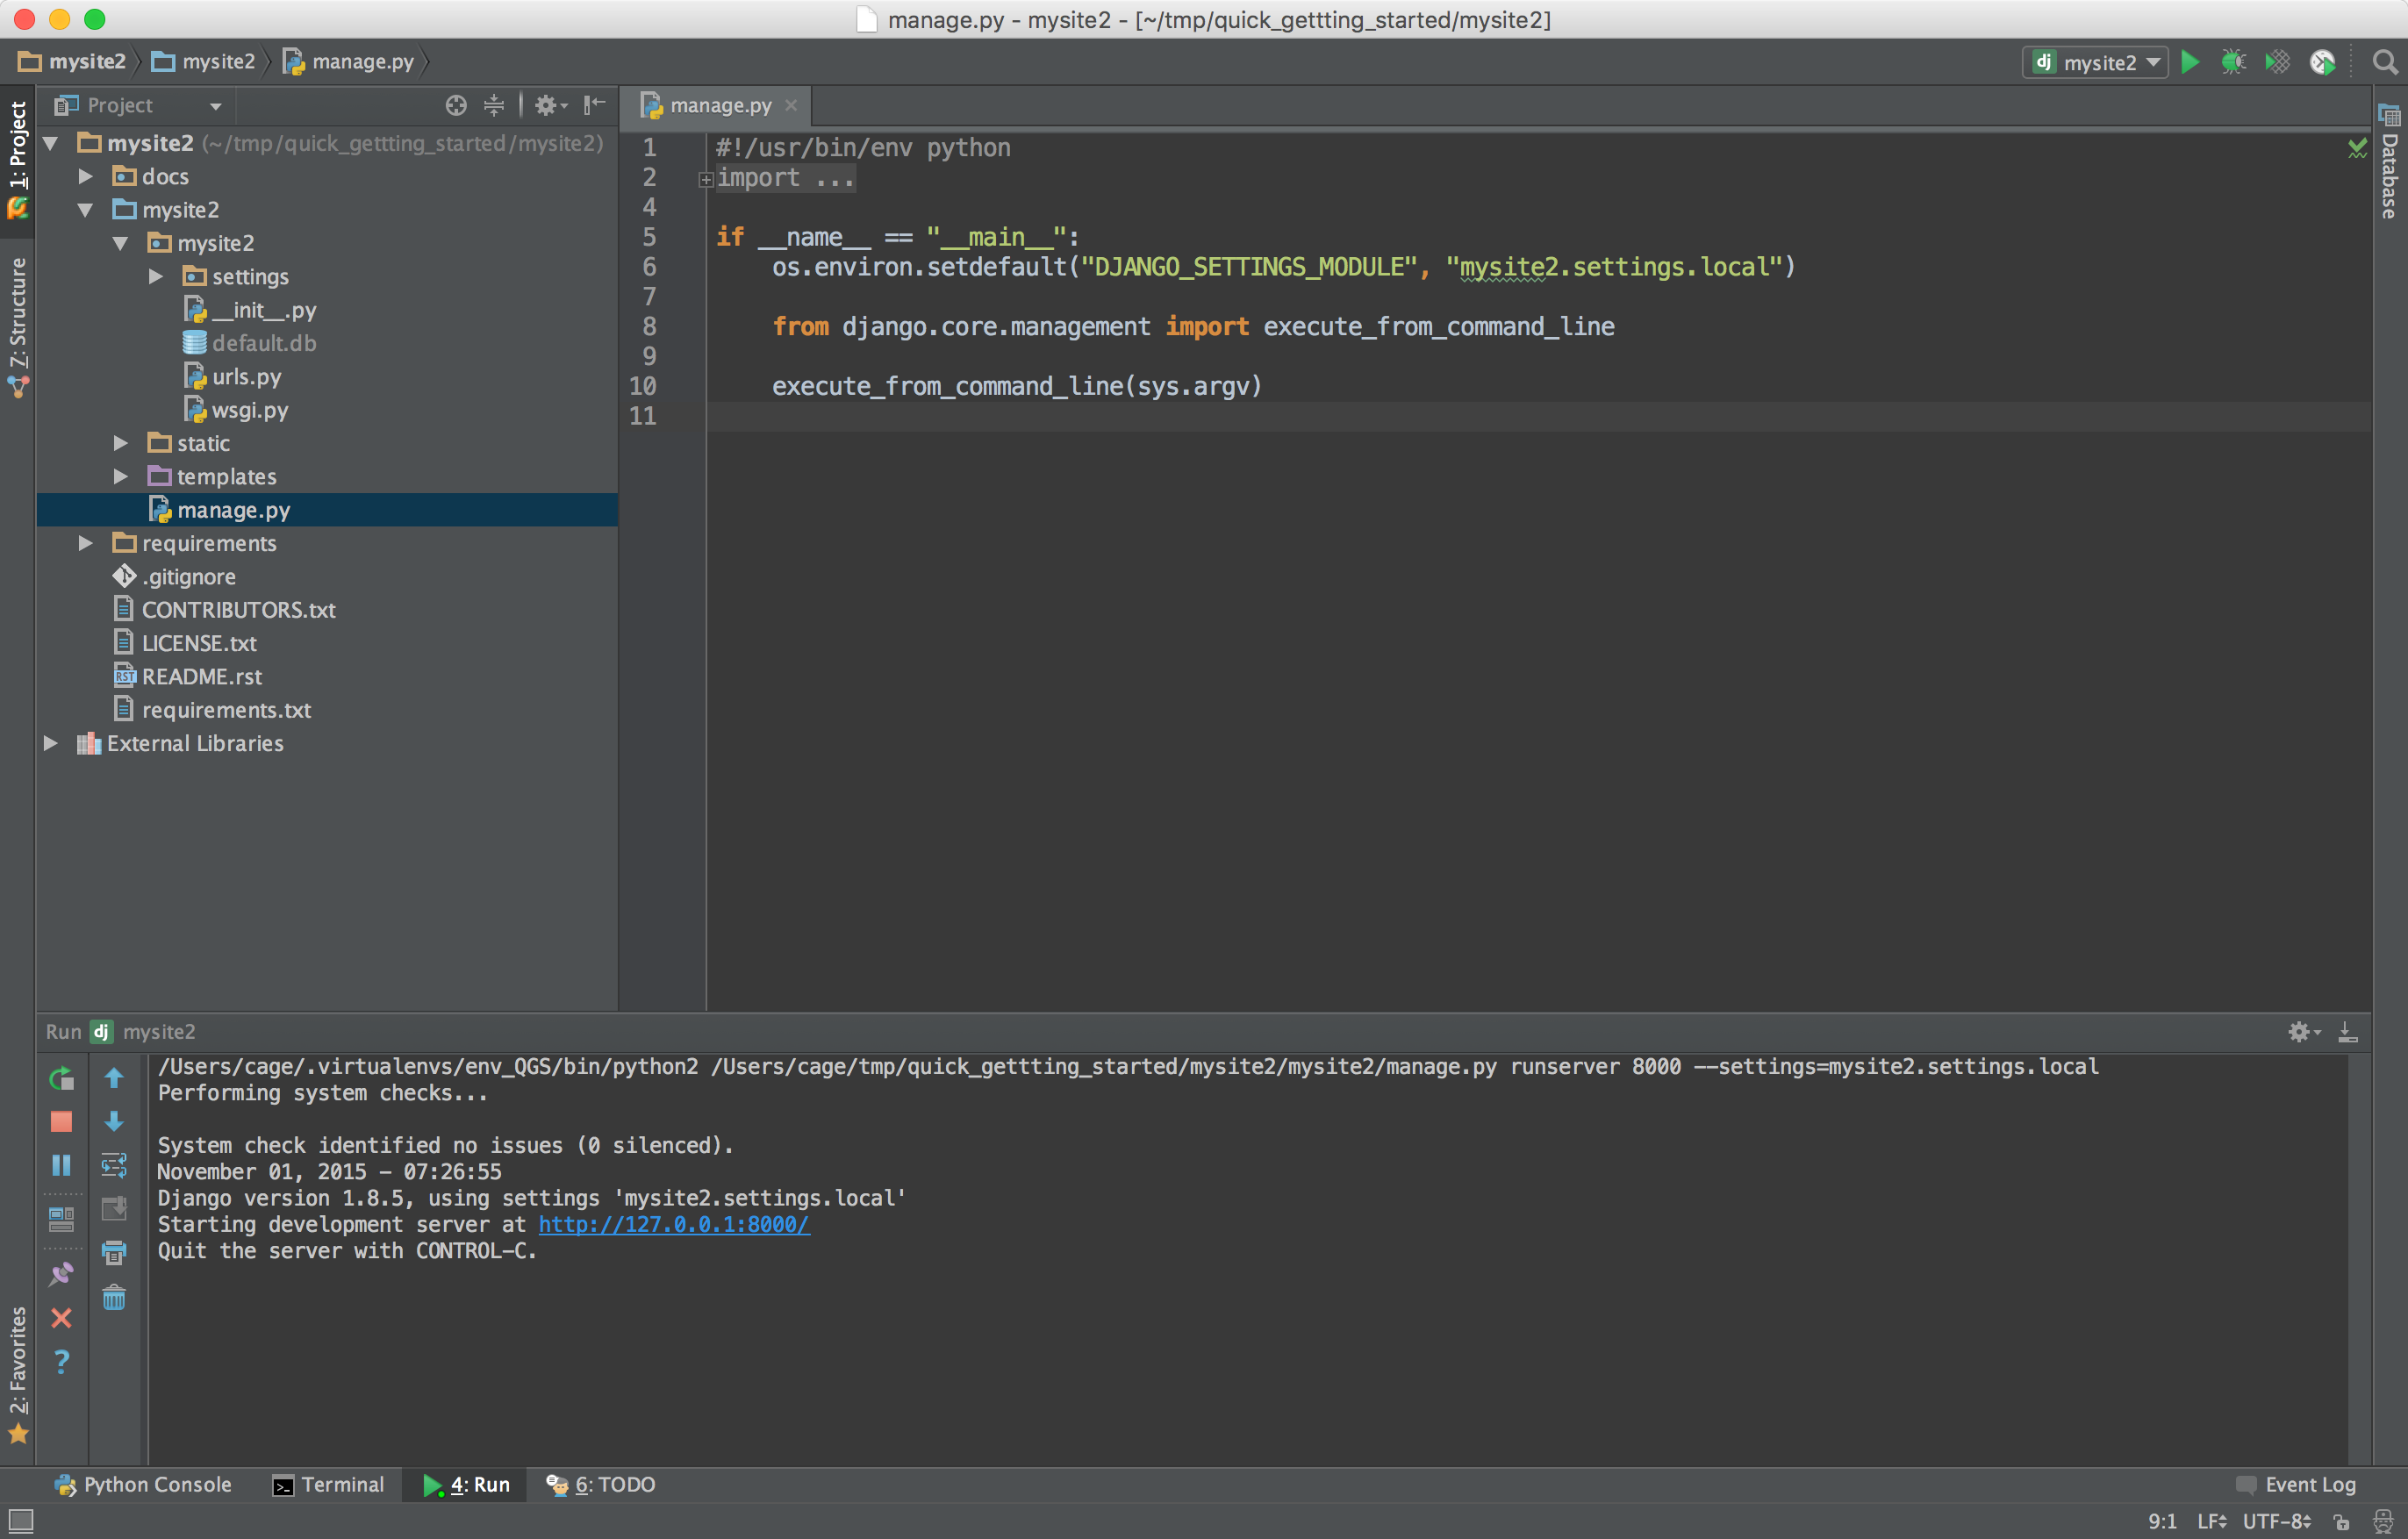 manage.py - mysite2 - [~/tmp/quick_gettting_started/mysite2]
mysite2 mysite2 manage.py
dj mysite2
1: Project
7: Structure
2: Favorites
Project
mysite2 (~/tmp/quick_gettting_started/mysite2)
docs
mysite2
mysite2
settings
__init__.py
default.db
urls.py
wsgi.py
static
templates
manage.py
requirements
.gitignore
CONTRIBUTORS.txt
LICENSE.txt
RST README.rst
requirements.txt
External Libraries
manage.py
1 #!/usr/bin/env python
2 import ...
4
5 if __name__ == "__main__":
6 os.environ.setdefault("DJANGO_SETTINGS_MODULE", "mysite2.settings.local")
7
8 from django.core.management import execute_from_command_line
9
10 execute_from_command_line(sys.argv)
11
Database
Run dj mysite2
/Users/cage/.virtualenvs/env_QGS/bin/python2 /Users/cage/tmp/quick_gettting_started/mysite2/mysite2/manage.py runserver 8000 --settings=mysite2.settings.local
Performing system checks...
System check identified no issues (0 silenced).
November 01, 2015 - 07:26:55
Django version 1.8.5, using settings 'mysite2.settings.local'
Starting development server at http://127.0.0.1:8000/
Quit the server with CONTROL-C.
Python Console Terminal 4: Run 6: TODO Event Log
9:1 LF UTF-8